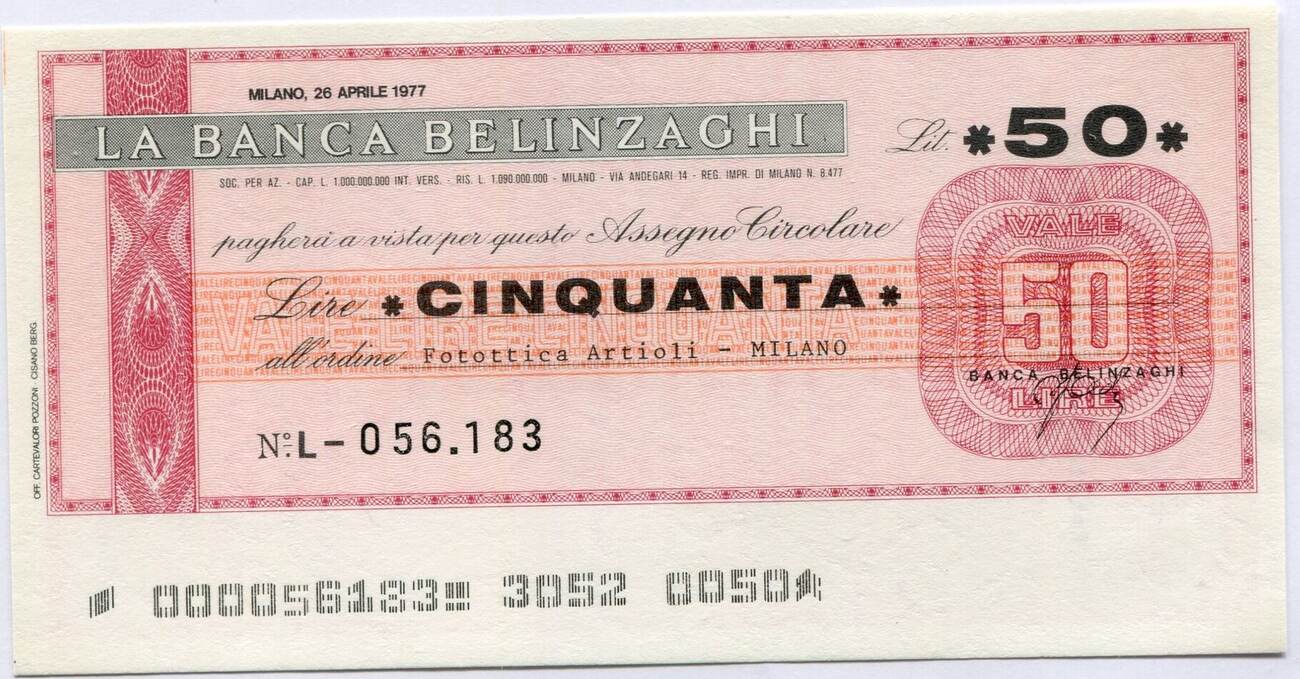 MILANO, 26 APRILE 1977
LA BANCA BELINZAGHI
Lit. *50*
SOC. PER AZ. - CAP. L. 1.000.000.000 INT. VERS. - RIS. L. 1.090.000.000 - MILANO - VIA ANDEGARI 14 - REG. IMPR. DI MILANO N. 8.477
pagherà a vista per questo Assegno Circolare
VALE
50
LIRE
Lire *CINQUANTA*
VALE LIRE CINQUANTA
all'ordine Fotottica Artioli - MILANO
BANCA BELINZAGHI
N.º L-056.183
OFF. CARTEVALORI POZZONI - CISANO BERG.
000056183 3052 0050